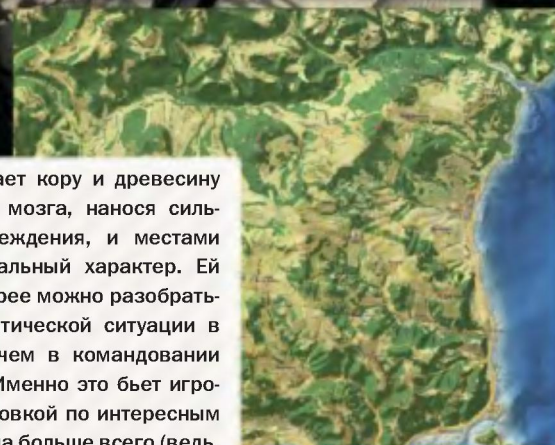 ает кору и древесину
мозга, нанося силь-
еждения, и местами
альный характер. Ей
рее можно разобрать-
тической ситуации в
чем в командовании
Именно это бьет игро-
овкой по интересным
а больше всего (ведь